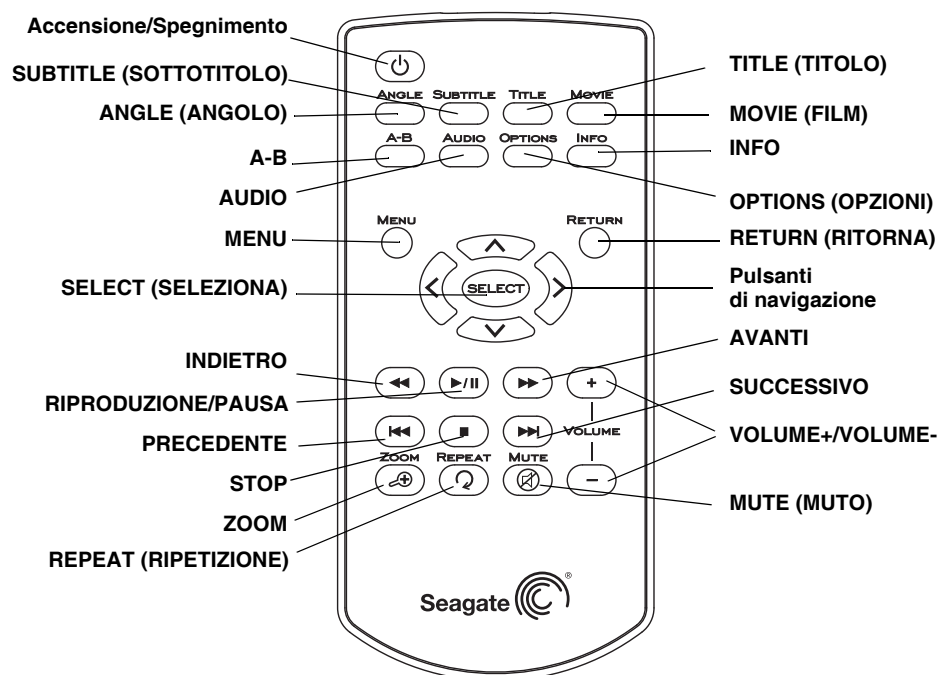 Accensione/Spegnimento
SUBTITLE (SOTTOTITOLO)
ANGLE (ANGOLO)
A-B
AUDIO
MENU
SELECT (SELEZIONA)
INDIETRO
RIPRODUZIONE/PAUSA
PRECEDENTE
STOP
ZOOM
REPEAT (RIPETIZIONE)
ANGLE SUBTITLE TITLE MOVIE
A-B AUDIO OPTIONS INFO
MENU RETURN
SELECT
VOLUME
ZOOM REPEAT MUTE
Seagate®
TITLE (TITOLO)
MOVIE (FILM)
INFO
OPTIONS (OPZIONI)
RETURN (RITORNA)
Pulsanti
di navigazione
AVANTI
SUCCESSIVO
VOLUME+/VOLUME-
MUTE (MUTO)